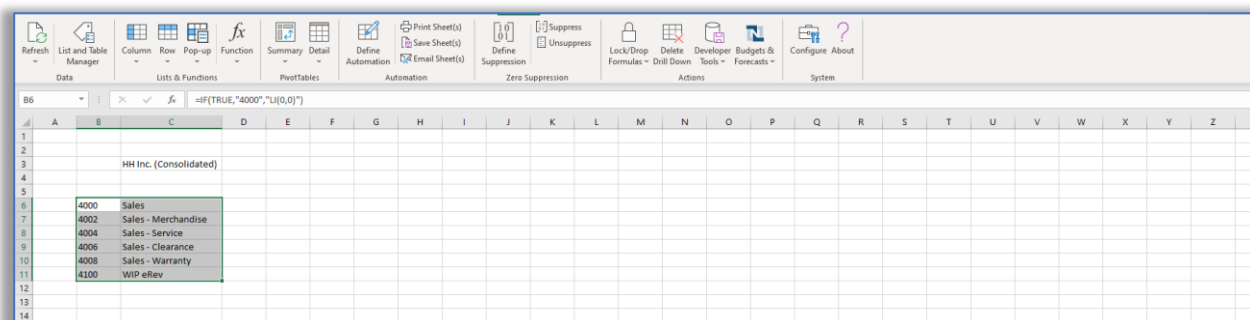 Refresh
List and Table
Manager
Column
Row
Pop-up
Function
Summary
Detail
Define
Automation
Print Sheet(s)
Save Sheet(s)
Email Sheet(s)
Define
Suppression
Suppress
Unsuppress
Lock/Drop
Formulas
Delete
Drill Down
Developer
Tools
Budgets &
Forecasts
Configure
About
Data
Lists & Functions
PivotTables
Automation
Zero Suppression
Actions
System
B6
fx
=IF(TRUE,"4000","LI(0,0)")
A B C D E F G H I J K L M N O P Q R S T U V W X Y Z
1
2
3 HH Inc. (Consolidated)
4
5
6 4000 Sales
7 4002 Sales - Merchandise
8 4004 Sales - Service
9 4006 Sales - Clearance
10 4008 Sales - Warranty
11 4100 WIP eRev
12
13
14